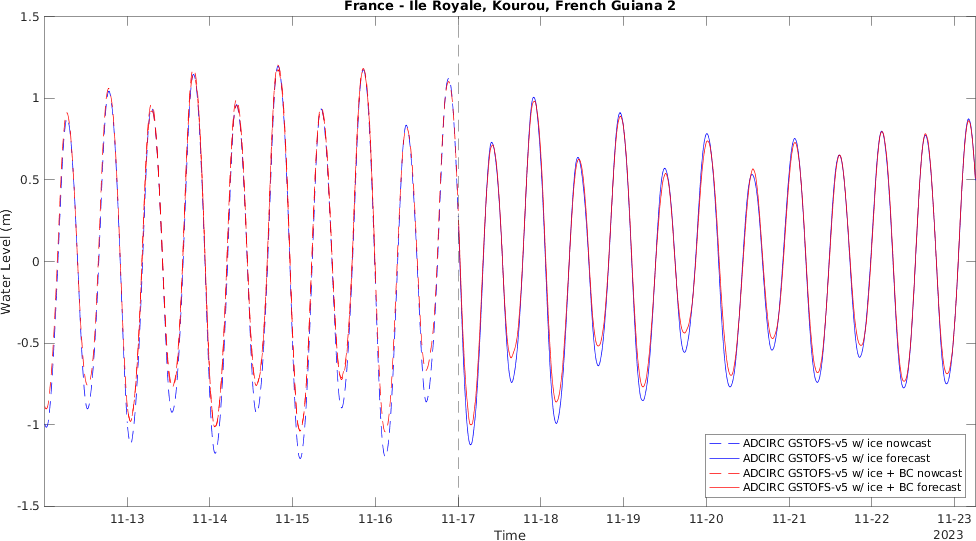 France - Ile Royale, Kourou, French Guiana 2
1.5
1
0.5
0
-0.5
-1
-1.5
Water Level (m)
11-13 11-14 11-15 11-16 11-17 11-18 11-19 11-20 11-21 11-22 11-23
2023
Time
ADCIRC GSTOFS-v5 w/ ice nowcast
ADCIRC GSTOFS-v5 w/ ice forecast
ADCIRC GSTOFS-v5 w/ ice + BC nowcast
ADCIRC GSTOFS-v5 w/ ice + BC forecast